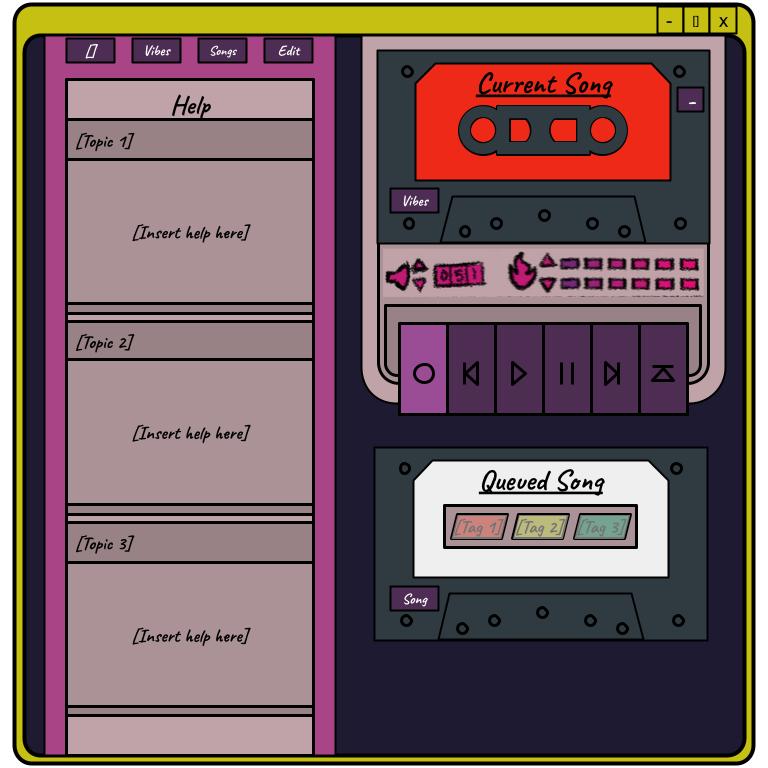 - ▯ x
▯ Vibes Songs Edit
Help
[Topic 1]
[Insert help here]
[Topic 2]
[Insert help here]
[Topic 3]
[Insert help here]
Current Song
-
Vibes
051
Queued Song
[Tag 1] [Tag 2] [Tag 3]
Song